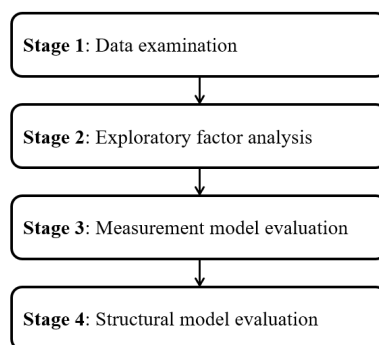 Stage 1: Data examination
Stage 2: Exploratory factor analysis
Stage 3: Measurement model evaluation
Stage 4: Structural model evaluation